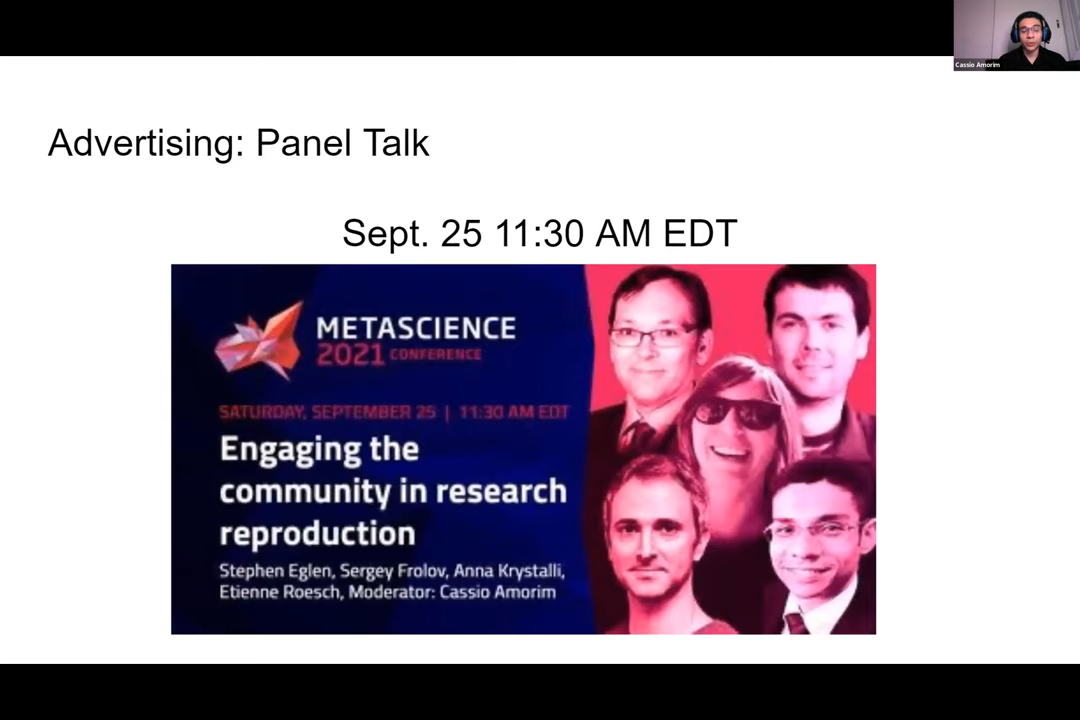 Cassio Amorim
Advertising: Panel Talk
Sept. 25 11:30 AM EDT
METASCIENCE
2021 CONFERENCE
SATURDAY, SEPTEMBER 25 | 11:30 AM EDT
Engaging the
community in research
reproduction
Stephen Eglen, Sergey Frolov, Anna Krystalli,
Etienne Roesch, Moderator: Cassio Amorim